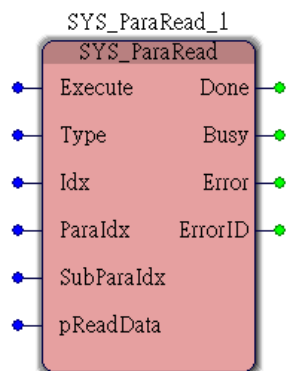 SYS_ParaRead_1
SYS_ParaRead
Execute Done
Type Busy
Idx Error
ParaIdx ErrorID
SubParaIdx
pReadData